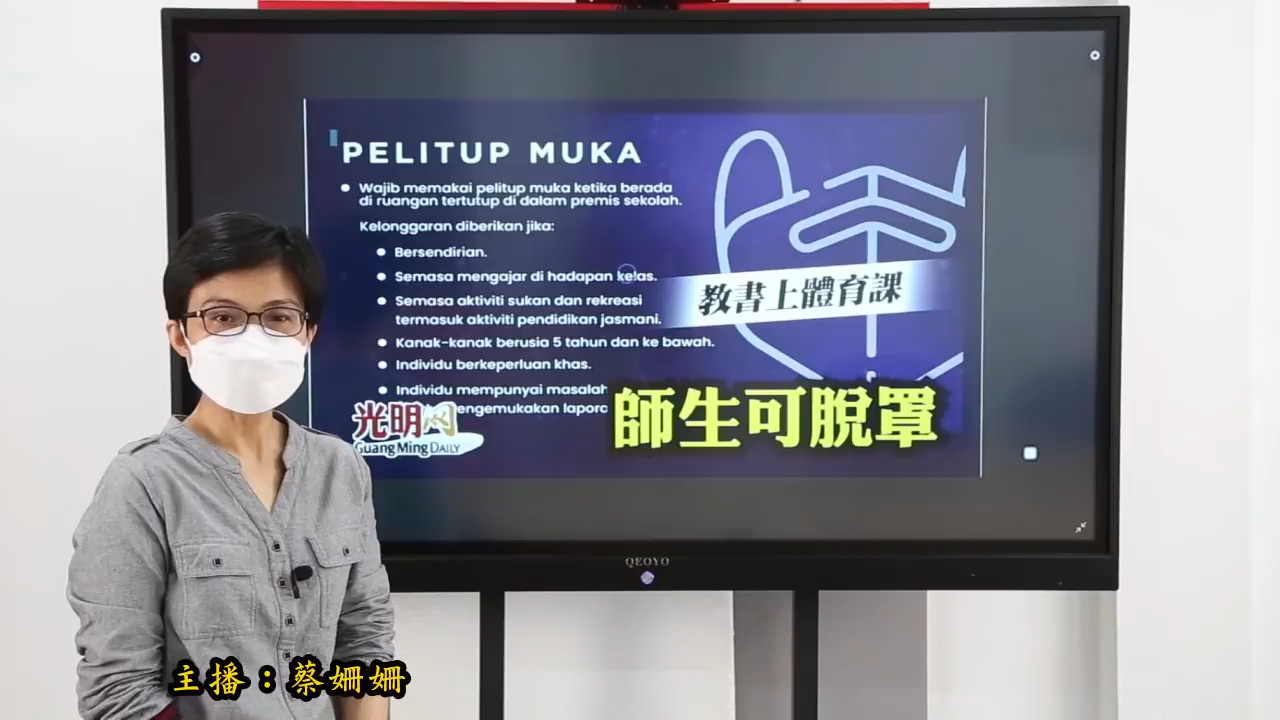 PELITUP MUKA
Wajib memakai pelitup muka ketika berada
di ruangan tertutup di dalam premis sekolah.
Kelonggaran diberikan jika:
Bersendirian.
Semasa mengajar di hadapan kelas.
Semasa aktiviti sukan dan rekreasi
termasuk aktiviti pendidikan jasmani.
Kanak-kanak berusia 5 tahun dan ke bawah.
Individu berkeperluan khas.
Individu mempunyai masalah
engemukakan lapora
教書上體育課
師生可脫罩
光明网
Guang Ming DAILY
QEOYO
主播：蔡姍姍